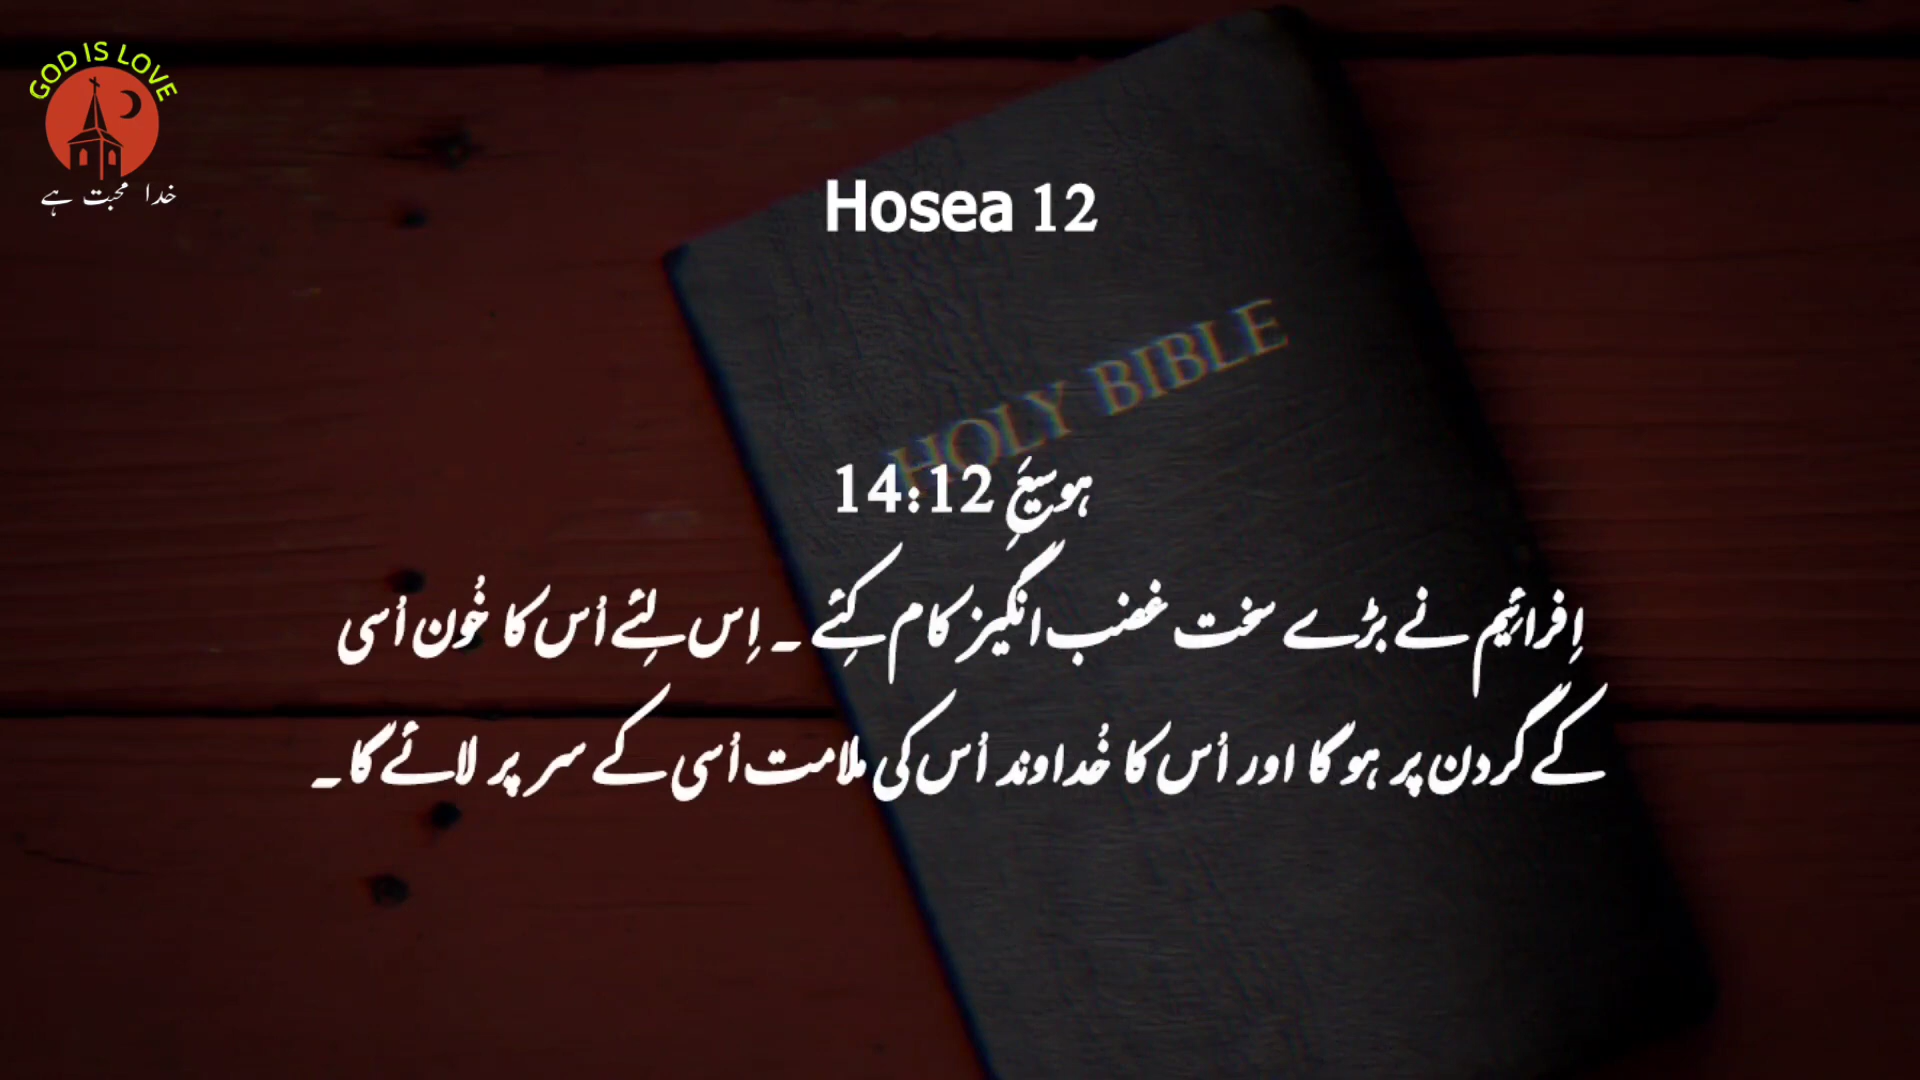 GOD IS LOVE
خدا محبت ہے
Hosea 12
HOLY BIBLE
ہوسیعَِ 14:12
اِفرائِیم نے بڑے سخت غضب انگیز کام کِئے ۔ اِس لِئے اُس کا خُون اُسی
کے گردن پر ہو گا اور اُس کا خُداوند اُس کی ملامت اُسی کے سر پر لائے گا ۔